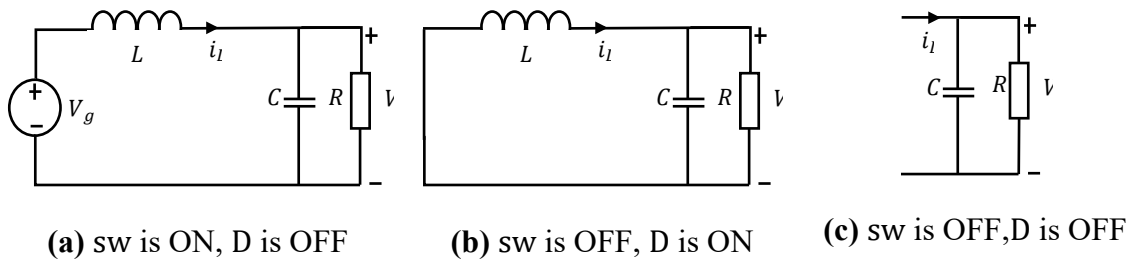 L
i_l
+
C
R
V
V_g
+
−
−
(a) sw is ON, D is OFF
L
i_l
+
C
R
V
−
(b) sw is OFF, D is ON
i_l
+
C
R
V
−
(c) sw is OFF,D is OFF